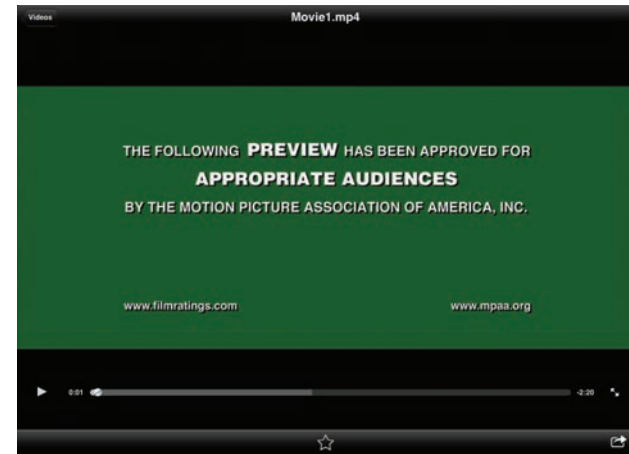 Videos
Movie1.mp4
THE FOLLOWING PREVIEW HAS BEEN APPROVED FOR
APPROPRIATE AUDIENCES
BY THE MOTION PICTURE ASSOCIATION OF AMERICA, INC.
www.filmratings.com www.mpaa.org
0:01 -2:20